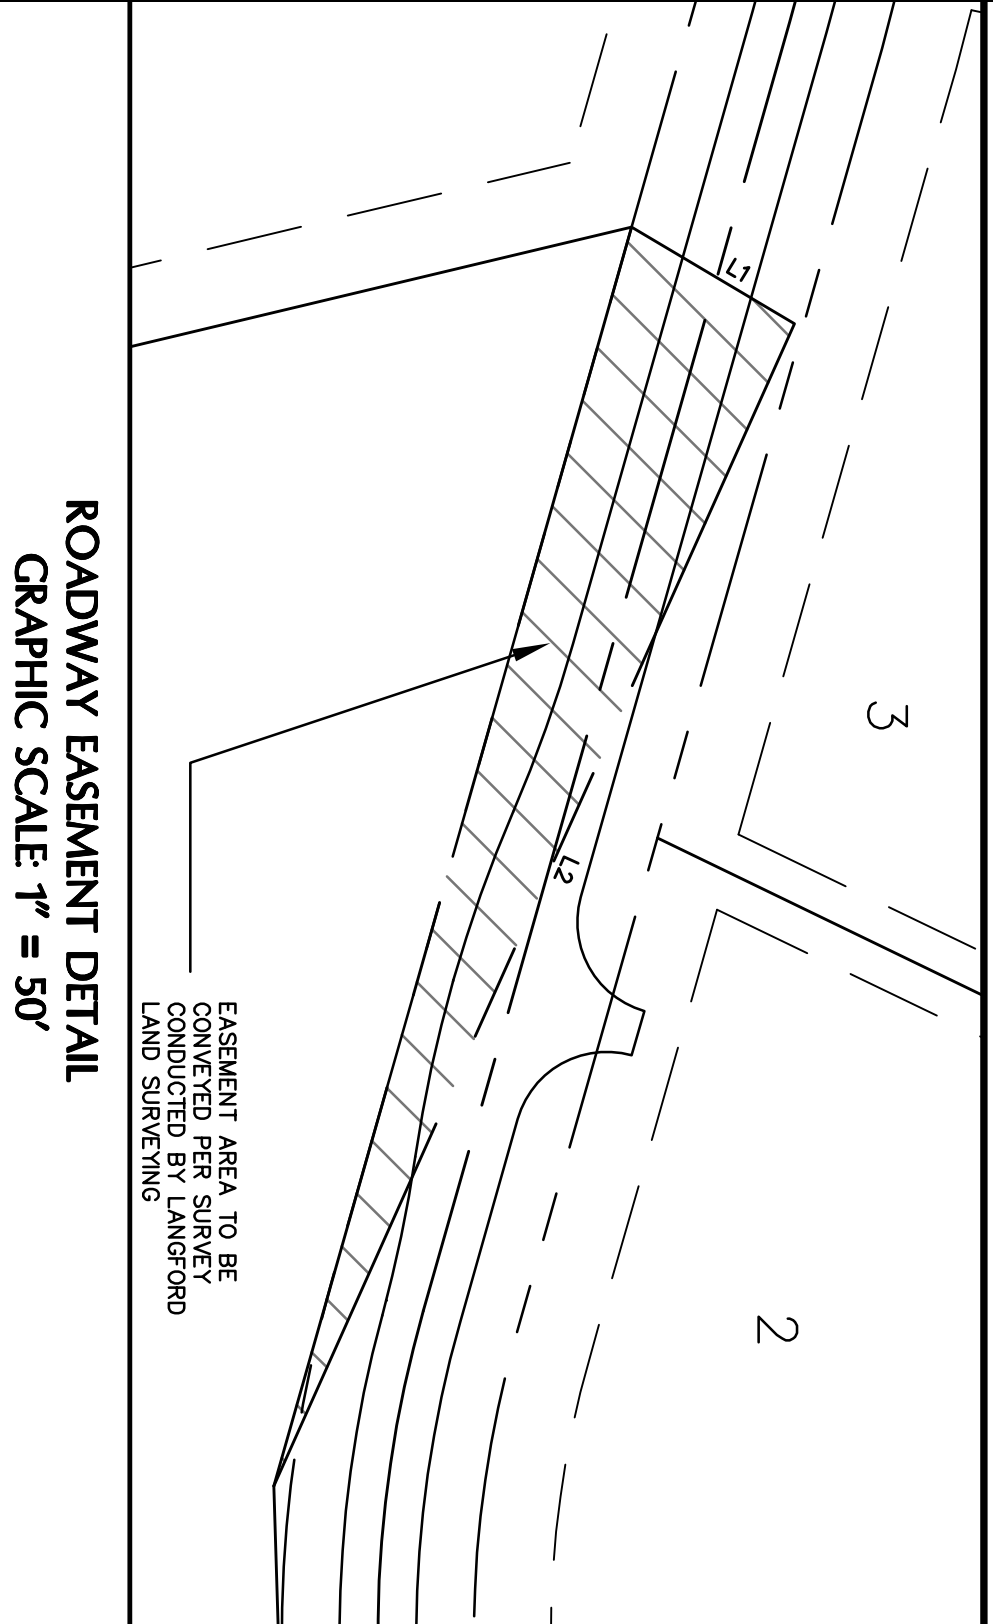 L1
3
L2
2
EASEMENT AREA TO BE
CONVEYED PER SURVEY
CONDUCTED BY LANGFORD
LAND SURVEYING
ROADWAY EASEMENT DETAIL
GRAPHIC SCALE: 1" = 50'